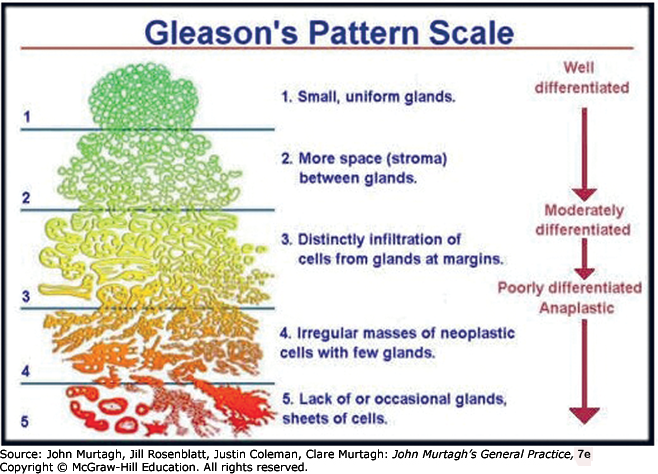 Gleason's Pattern Scale
1
2
3
4
5
1. Small, uniform glands.
2. More space (stroma)
between glands.
3. Distinctly infiltration of
cells from glands at margins.
4. Irregular masses of neoplastic
cells with few glands.
5. Lack of or occasional glands,
sheets of cells.
Well
differentiated
Moderately
differentiated
Poorly differentiated
Anaplastic
Source: John Murtagh, Jill Rosenblatt, Justin Coleman, Clare Murtagh: John Murtagh's General Practice, 7e
Copyright © McGraw-Hill Education. All rights reserved.